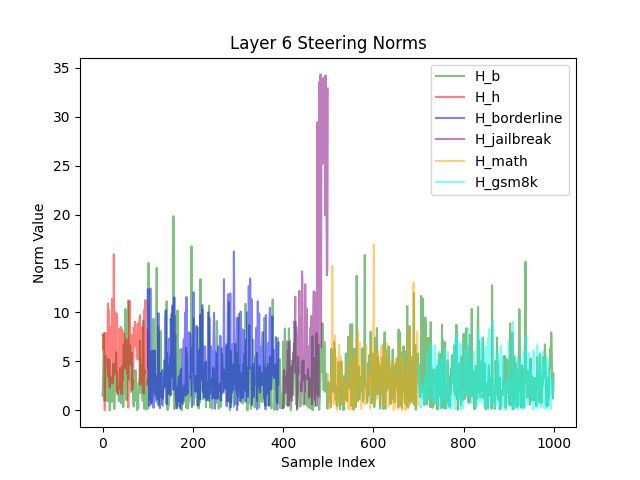 Layer 6 Steering Norms
Norm Value
35
30
25
20
15
10
5
0
H_b
H_h
H_borderline
H_jailbreak
H_math
H_gsm8k
0
200
400
600
800
1000
Sample Index